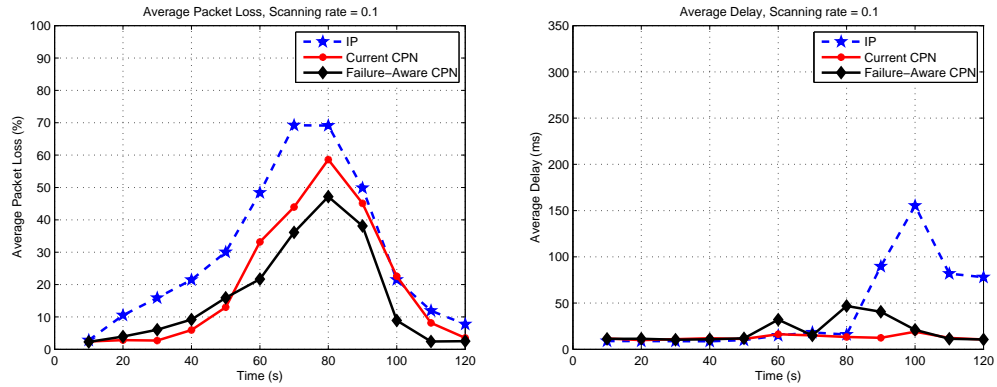 Average Packet Loss, Scanning rate = 0.1
100
90
80
70
60
50
40
30
20
10
0
Average Packet Loss (%)
IP
Current CPN
Failure−Aware CPN
0 20 40 60 80 100 120
Time (s)
Average Delay, Scanning rate = 0.1
350
300
250
200
150
100
50
0
Average Delay (ms)
IP
Current CPN
Failure−Aware CPN
0 20 40 60 80 100 120
Time (s)